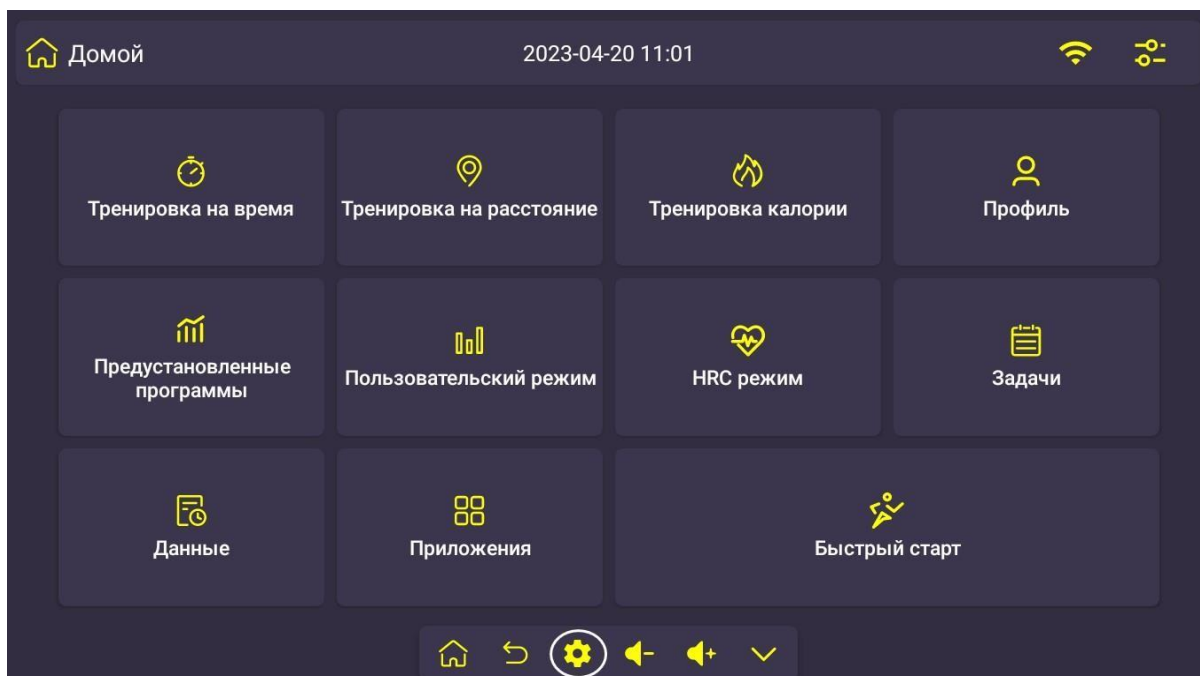 Домой
2023-04-20 11:01
Тренировка на время
Тренировка на расстояние
Тренировка калории
Профиль
Предустановленные
программы
Пользовательский режим
HRC режим
Задачи
Данные
Приложения
Быстрый старт